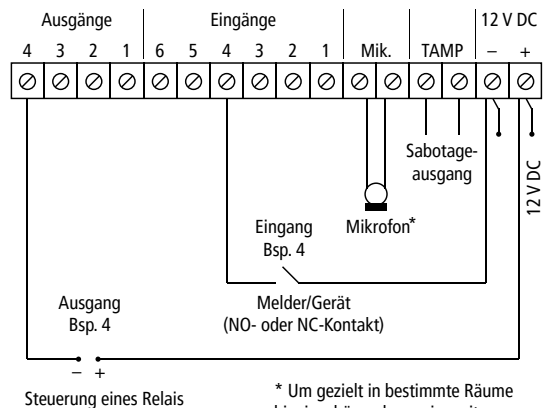 Ausgänge Eingänge 12 V DC
4 3 2 1 6 5 4 3 2 1 Mik. TAMP – +
Sabotage-
ausgang
12 V DC
Mikrofon*
Eingang
Bsp. 4
Melder/Gerät
(NO- oder NC-Kontakt)
Ausgang
Bsp. 4
– +
Steuerung eines Relais
* Um gezielt in bestimmte Räume